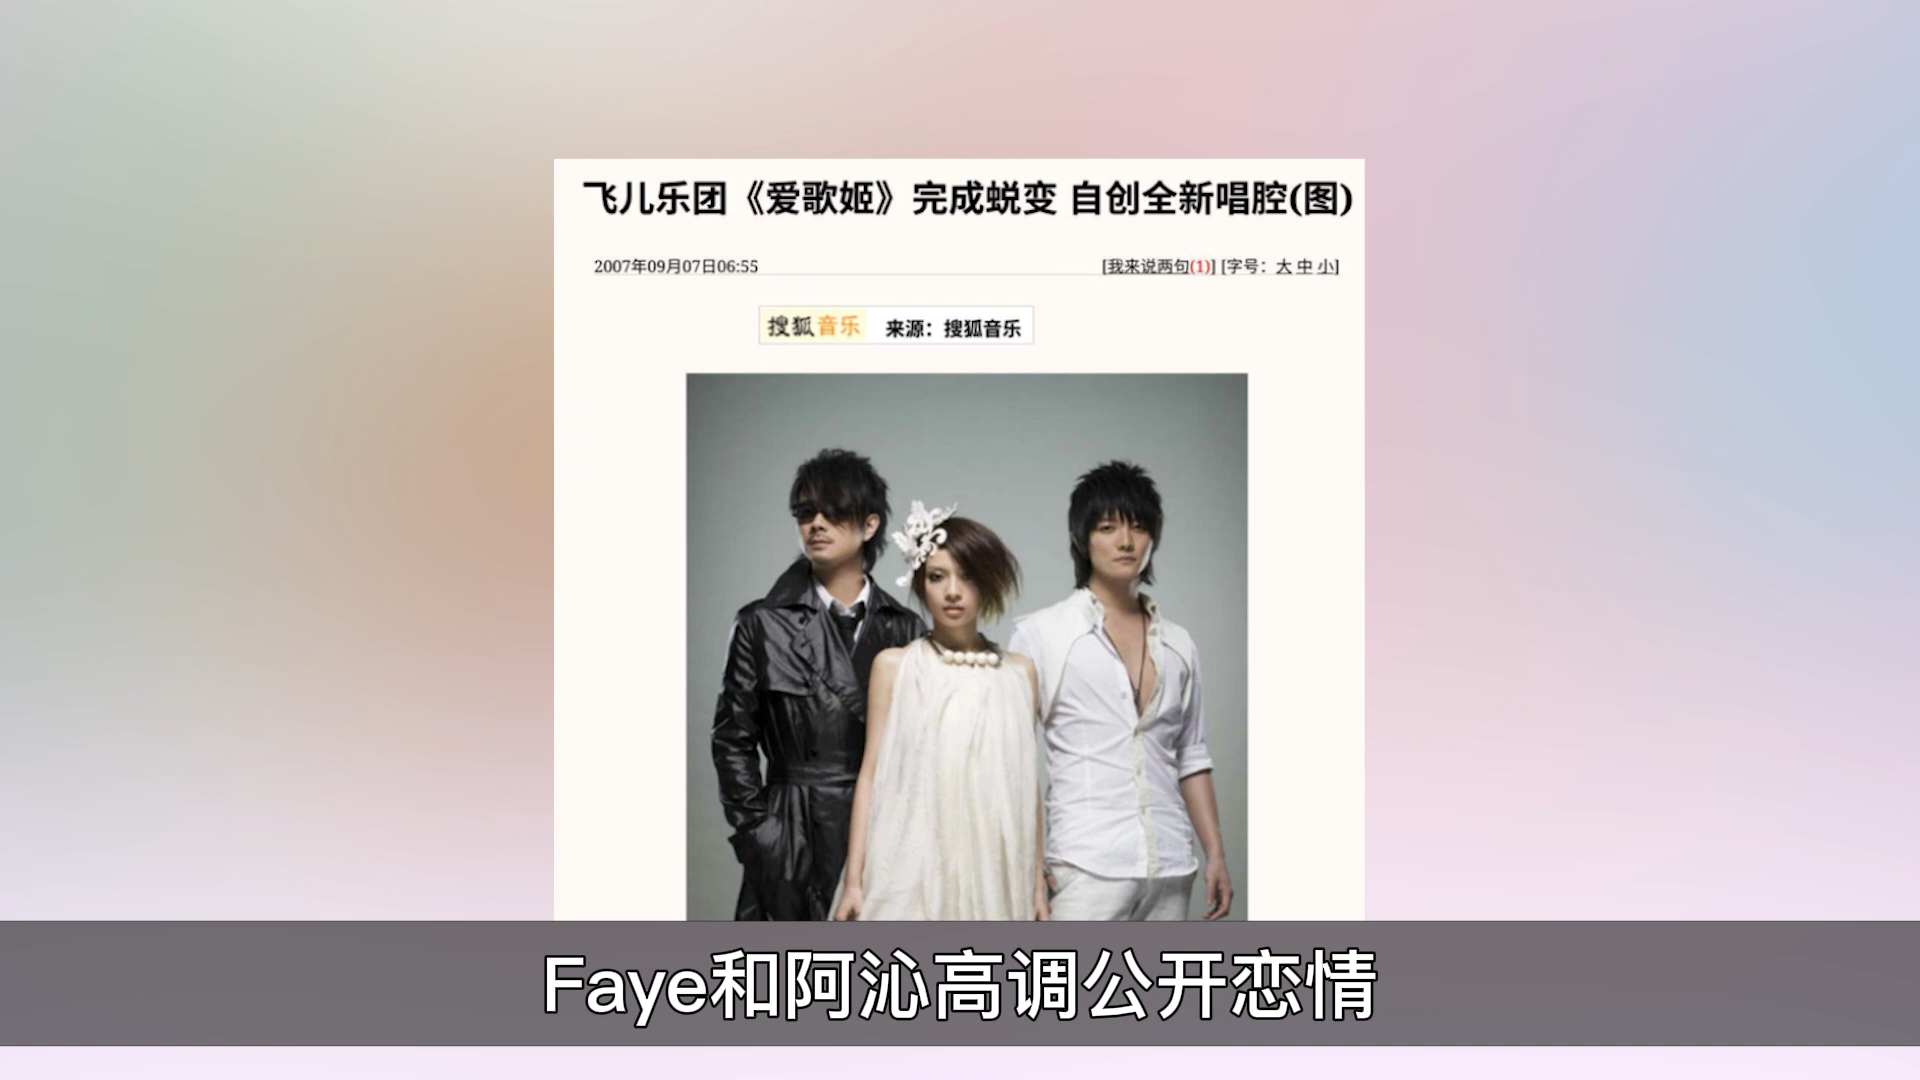 飞儿乐团《爱歌姬》完成蜕变 自创全新唱腔(图)
2007年09月07日06:55 [我来说两句(1)] [字号：大 中 小]
搜狐音乐 来源：搜狐音乐
Faye和阿沁高调公开恋情